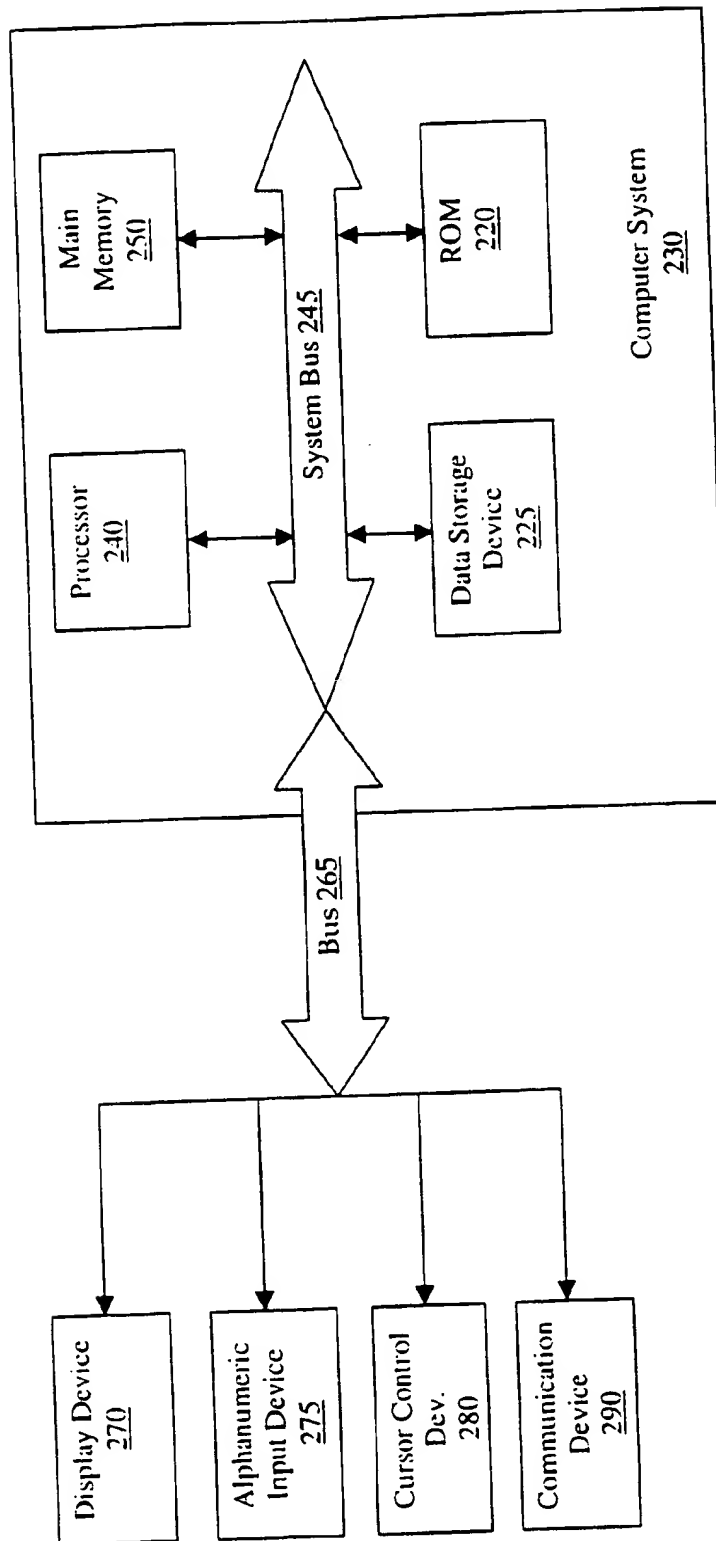 Display Device
270
Alphanumeric
Input Device
275
Cursor Control
Dev.
280
Communication
Device
290
Bus 265
Processor
240
Main
Memory
250
System Bus 245
Data Storage
Device
225
ROM
220
Computer System
230